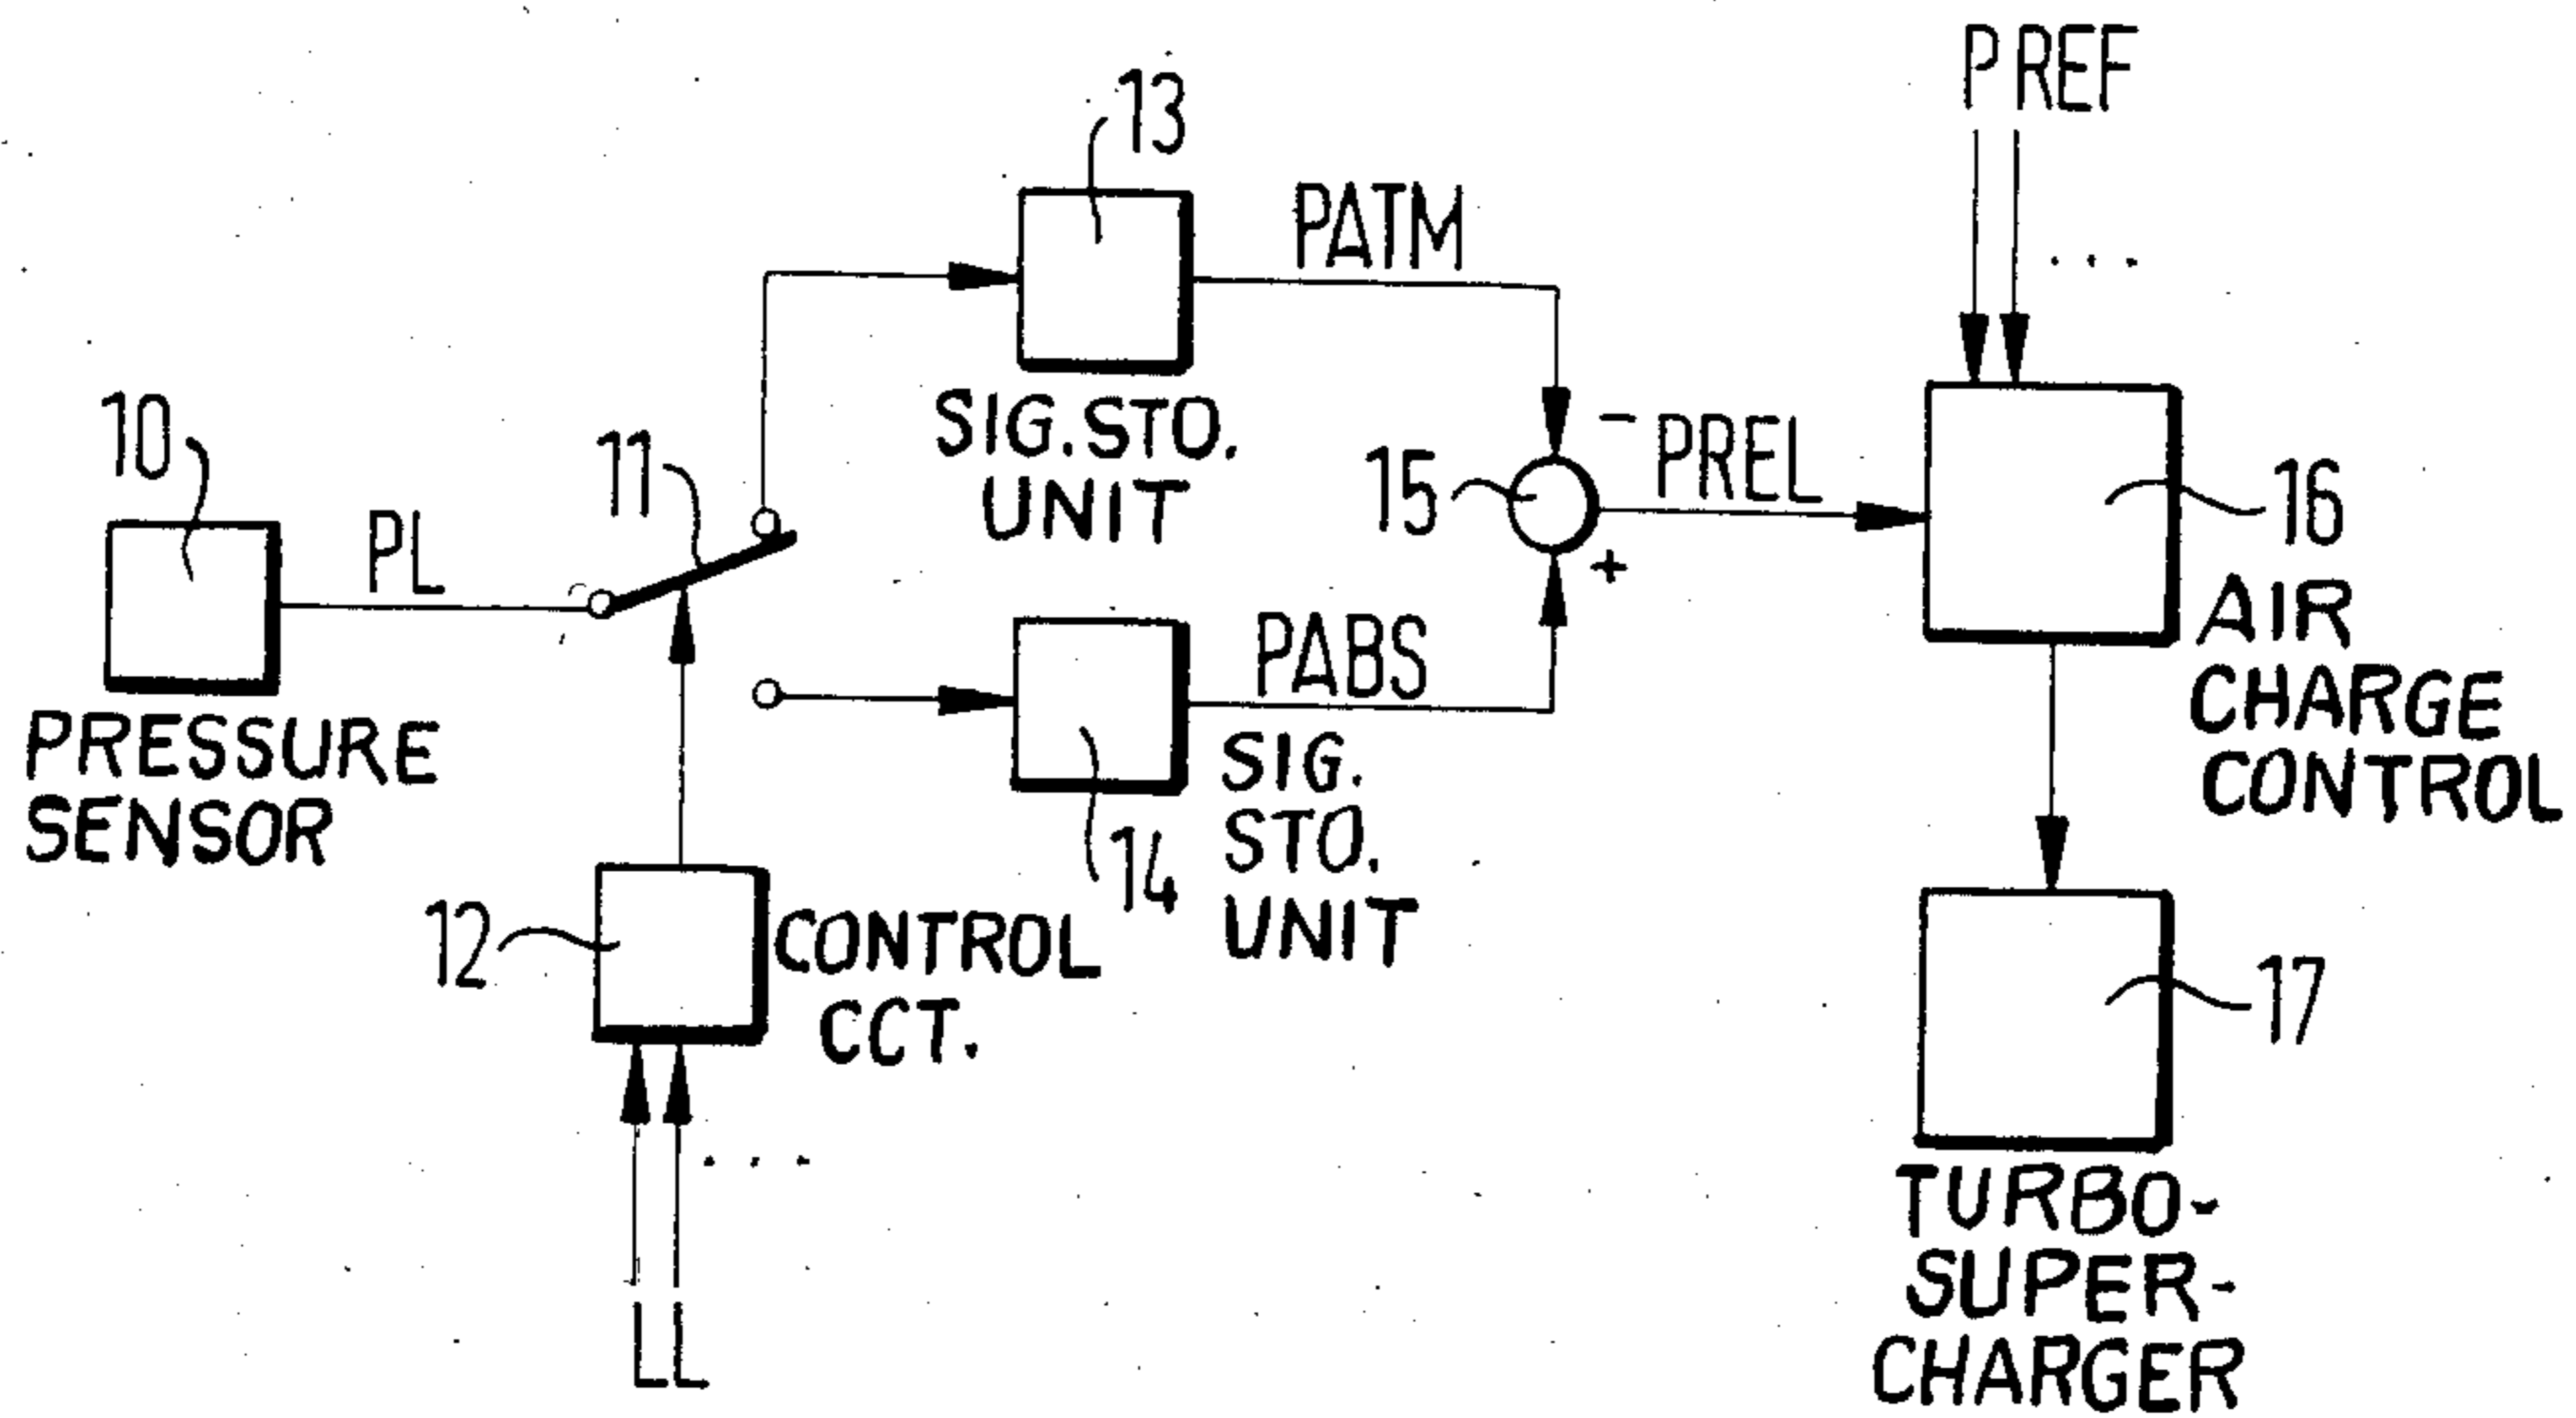 P REF
13
PATM
10
PL
11
SIG. STO.
UNIT
15
-
PREL
+
16
AIR
CHARGE
CONTROL
PRESSURE
SENSOR
PABS
14
SIG.
STO.
UNIT
12
CONTROL
CCT.
. . .
. . .
LL
17
TURBO-
SUPER-
CHARGER